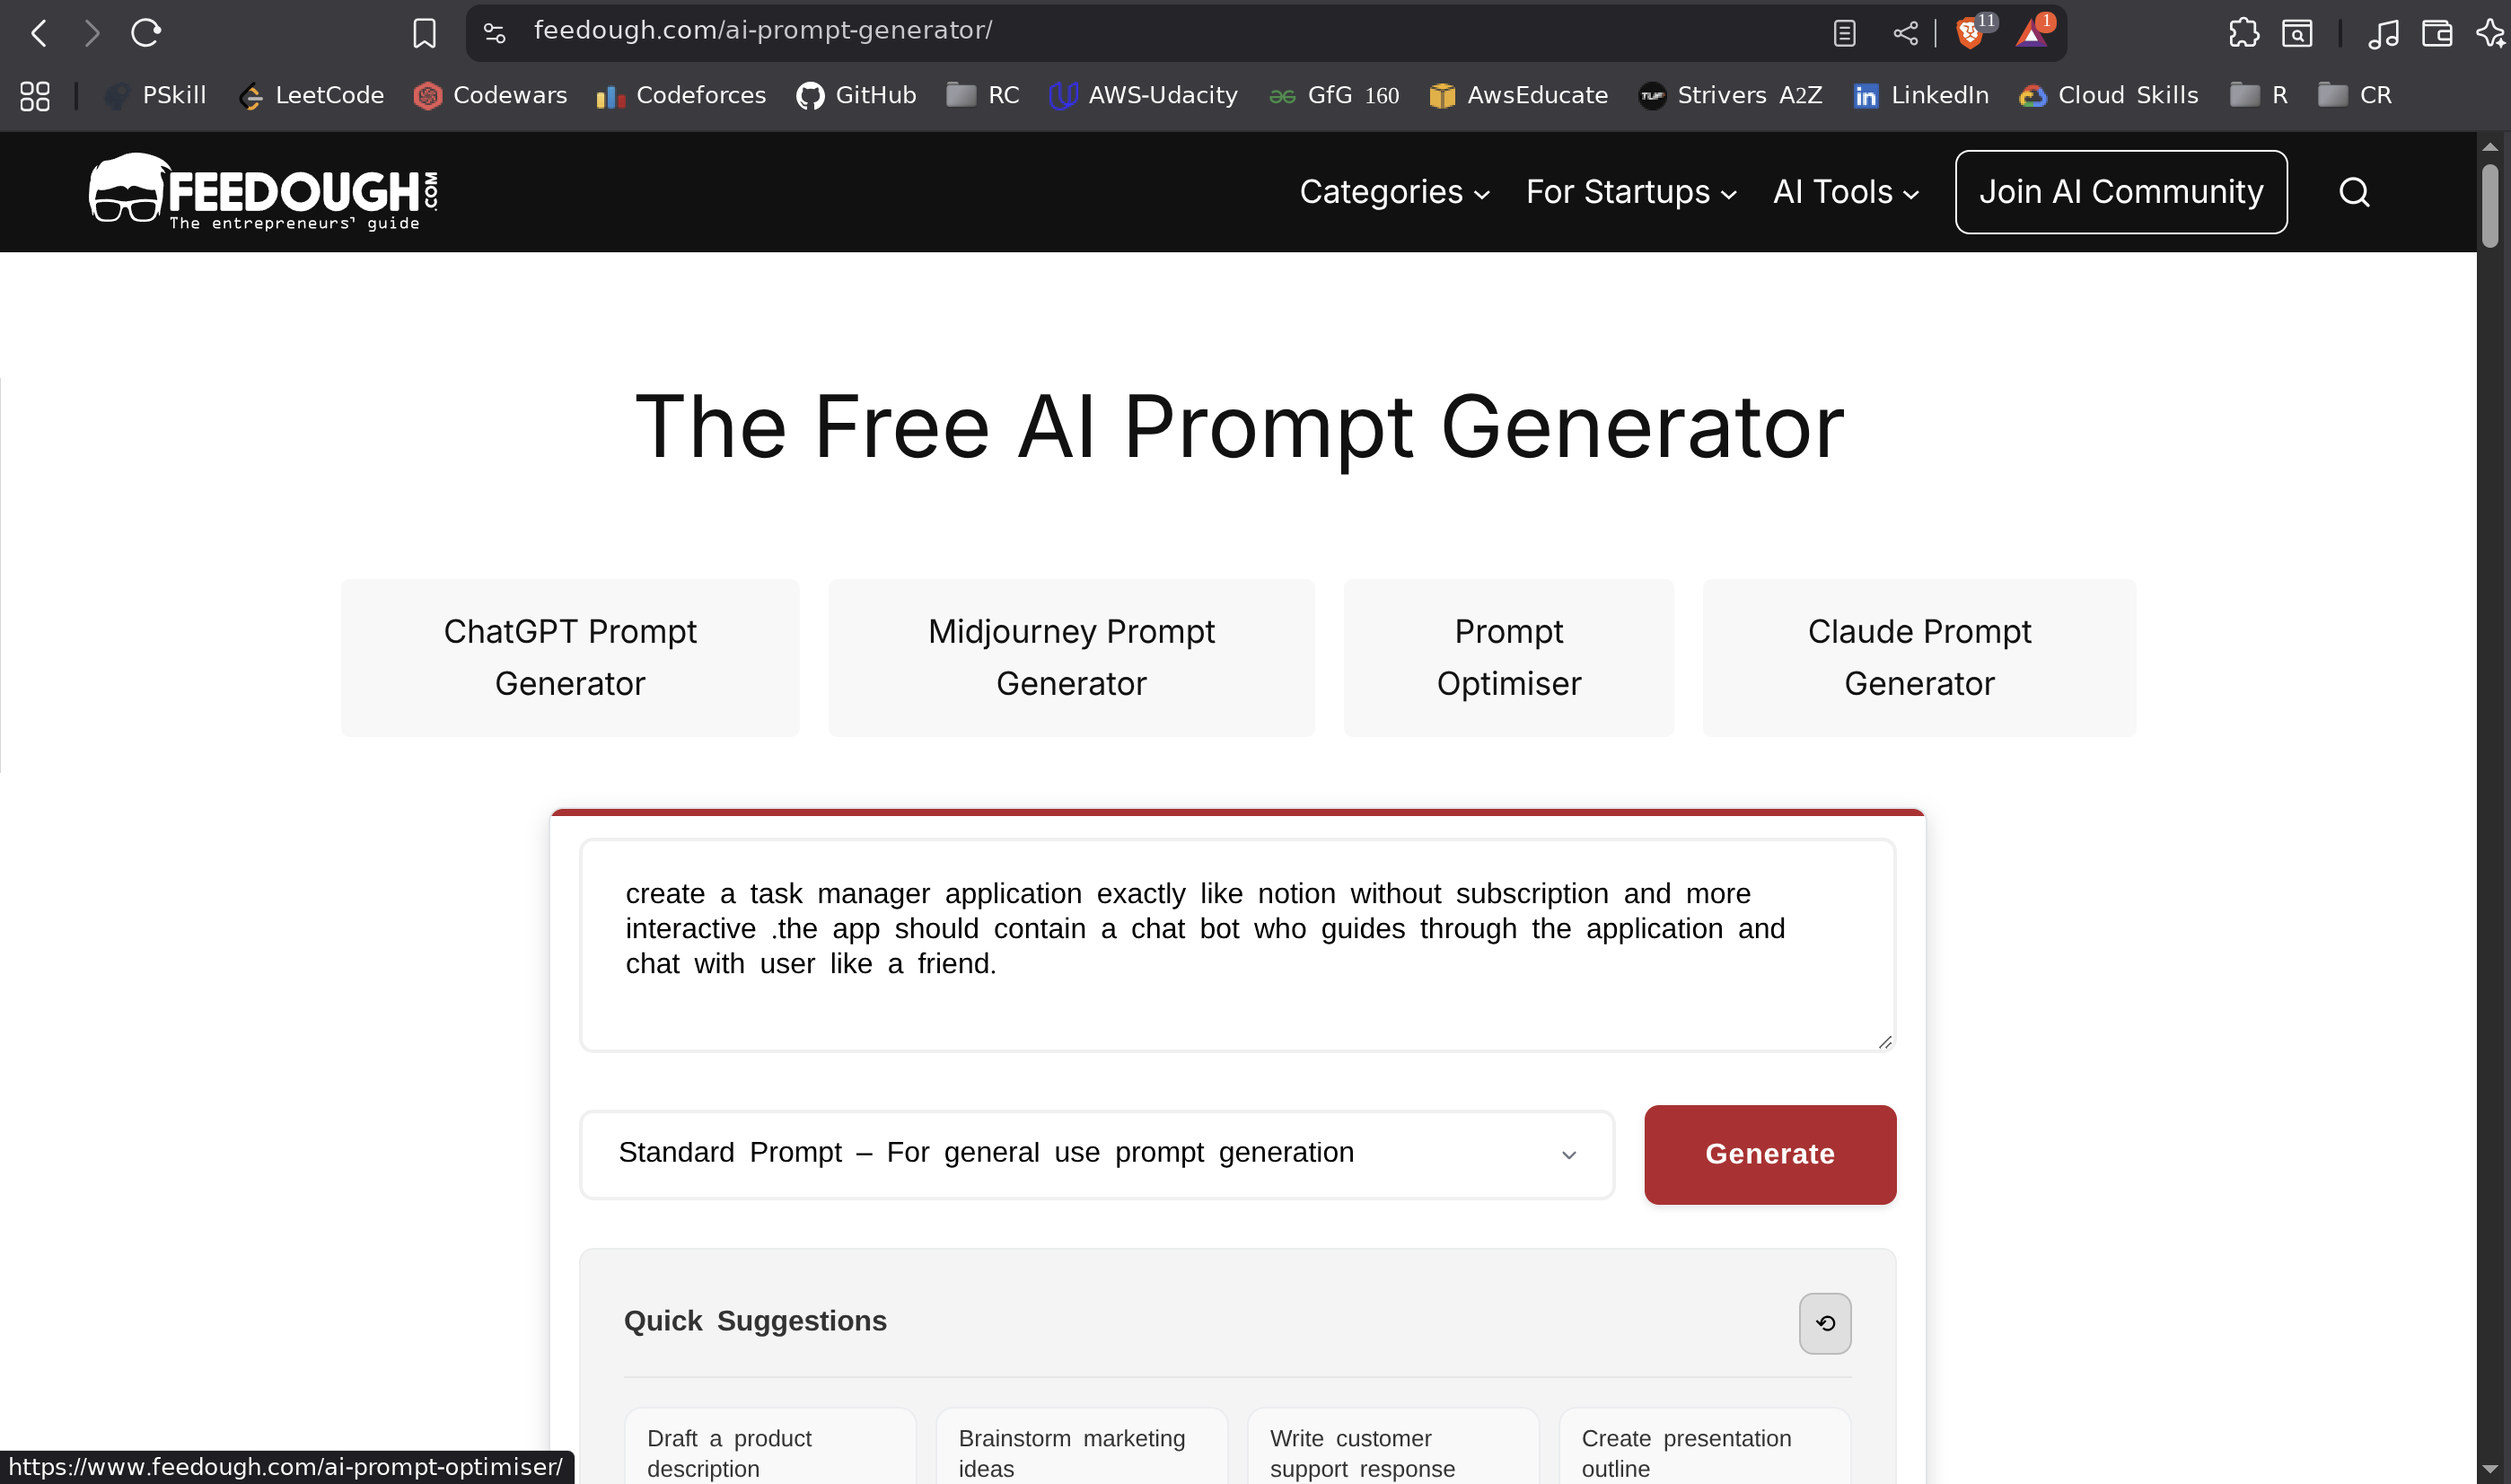 feedough.com/ai-prompt-generator/
11
1
PSkill LeetCode Codewars Codeforces GitHub RC AWS-Udacity GfG 160 AwsEducate Strivers A2Z LinkedIn Cloud Skills R CR
FEEDOUGH.COM
The entrepreneurs' guide
Categories For Startups AI Tools Join AI Community
The Free AI Prompt Generator
ChatGPT Prompt
Generator
Midjourney Prompt
Generator
Prompt
Optimiser
Claude Prompt
Generator
create a task manager application exactly like notion without subscription and more
interactive .the app should contain a chat bot who guides through the application and
chat with user like a friend.
Standard Prompt – For general use prompt generation
Generate
Quick Suggestions
Draft a product
description
Brainstorm marketing
ideas
Write customer
support response
Create presentation
outline
https://www.feedough.com/ai-prompt-optimiser/